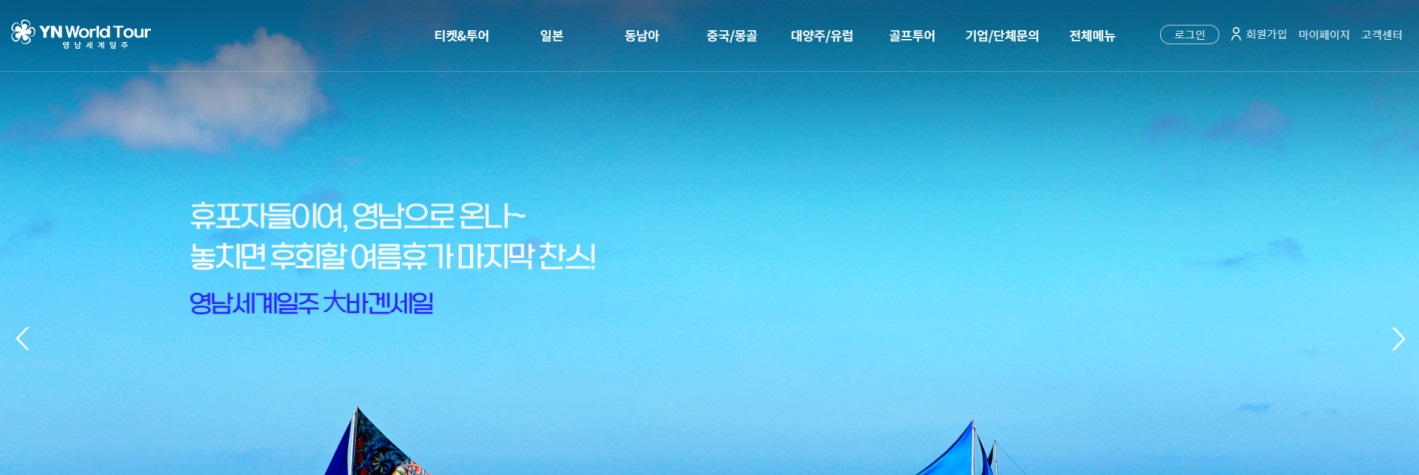 YN World Tour
영남세계일주
티켓&투어 일본 동남아 중국/몽골 대양주/유럽 골프투어 기업/단체문의 전체메뉴
로그인 회원가입 마이페이지 고객센터
휴포자들이여, 영남으로 온나~
놓치면 후회할 여름휴가 마지막 찬스!
영남세계일주 大바겐세일